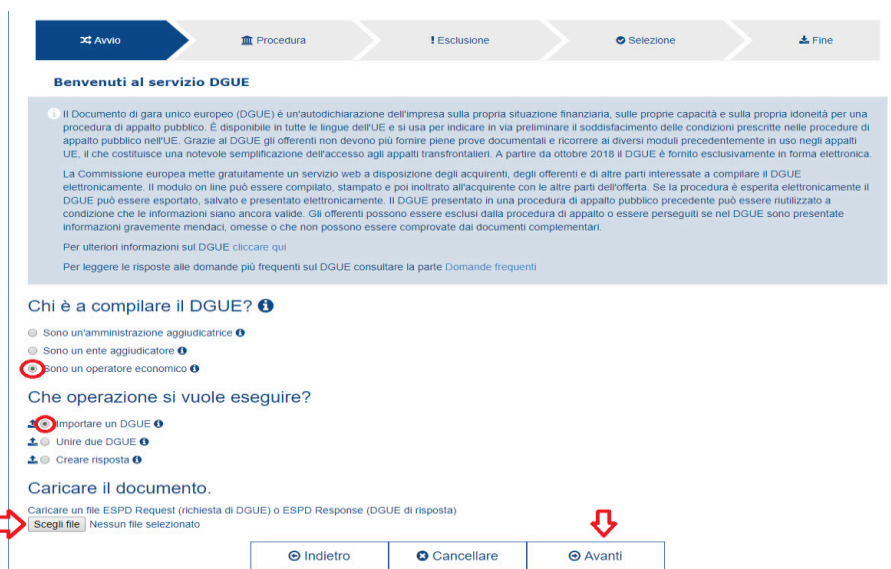 Avvio
Procedura
Esclusione
Selezione
Fine
Benvenuti al servizio DGUE
Il Documento di gara unico europeo (DGUE) è un'autodichiarazione dell'impresa sulla propria situazione finanziaria, sulle proprie capacità e sulla propria idoneità per una
procedura di appalto pubblico. É disponibile in tutte le lingue dell'UE e si usa per indicare in via preliminare il soddisfacimento delle condizioni prescritte nelle procedure di
appalto pubblico nell'UE. Grazie al DGUE gli offerenti non devono più fornire piene prove documentali e ricorrere ai diversi moduli precedentemente in uso negli appalti
UE, il che costituisce una notevole semplificazione dell'accesso agli appalti transfrontalieri. A partire da ottobre 2018 il DGUE è fornito esclusivamente in forma elettronica.
La Commissione europea mette gratuitamente un servizio web a disposizione degli acquirenti, degli offerenti e di altre parti interessate a compilare il DGUE
elettronicamente. Il modulo on line può essere compilato, stampato e poi inoltrato all'acquirente con le altre parti dell'offerta. Se la procedura è esperita elettronicamente il
DGUE può essere esportato, salvato e presentato elettronicamente. Il DGUE presentato in una procedura di appalto pubblico precedente può essere riutilizzato a
condizione che le informazioni siano ancora valide. Gli offerenti possono essere esclusi dalla procedura di appalto o essere perseguiti se nel DGUE sono presentate
informazioni gravemente mendaci, omesse o che non possono essere comprovate dai documenti complementari.
Per ulteriori informazioni sul DGUE cliccare qui
Per leggere le risposte alle domande più frequenti sul DGUE consultare la parte Domande frequenti
Chi è a compilare il DGUE?
Sono un'amministrazione aggiudicatrice
Sono un ente aggiudicatore
Sono un operatore economico
Che operazione si vuole eseguire?
Importare un DGUE
Unire due DGUE
Creare risposta
Caricare il documento.
Caricare un file ESPD Request (richiesta di DGUE) o ESPD Response (DGUE di risposta)
Scegli file Nessun file selezionato
Indietro
Cancellare
Avanti